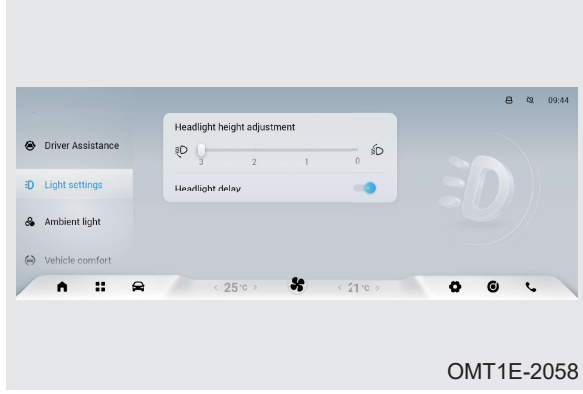 09:44
Headlight height adjustment
Driver Assistance
3 2 1 0
Light settings
Headlight delay
Ambient light
Vehicle comfort
< 25 °C > < 21 °C >
OMT1E-2058